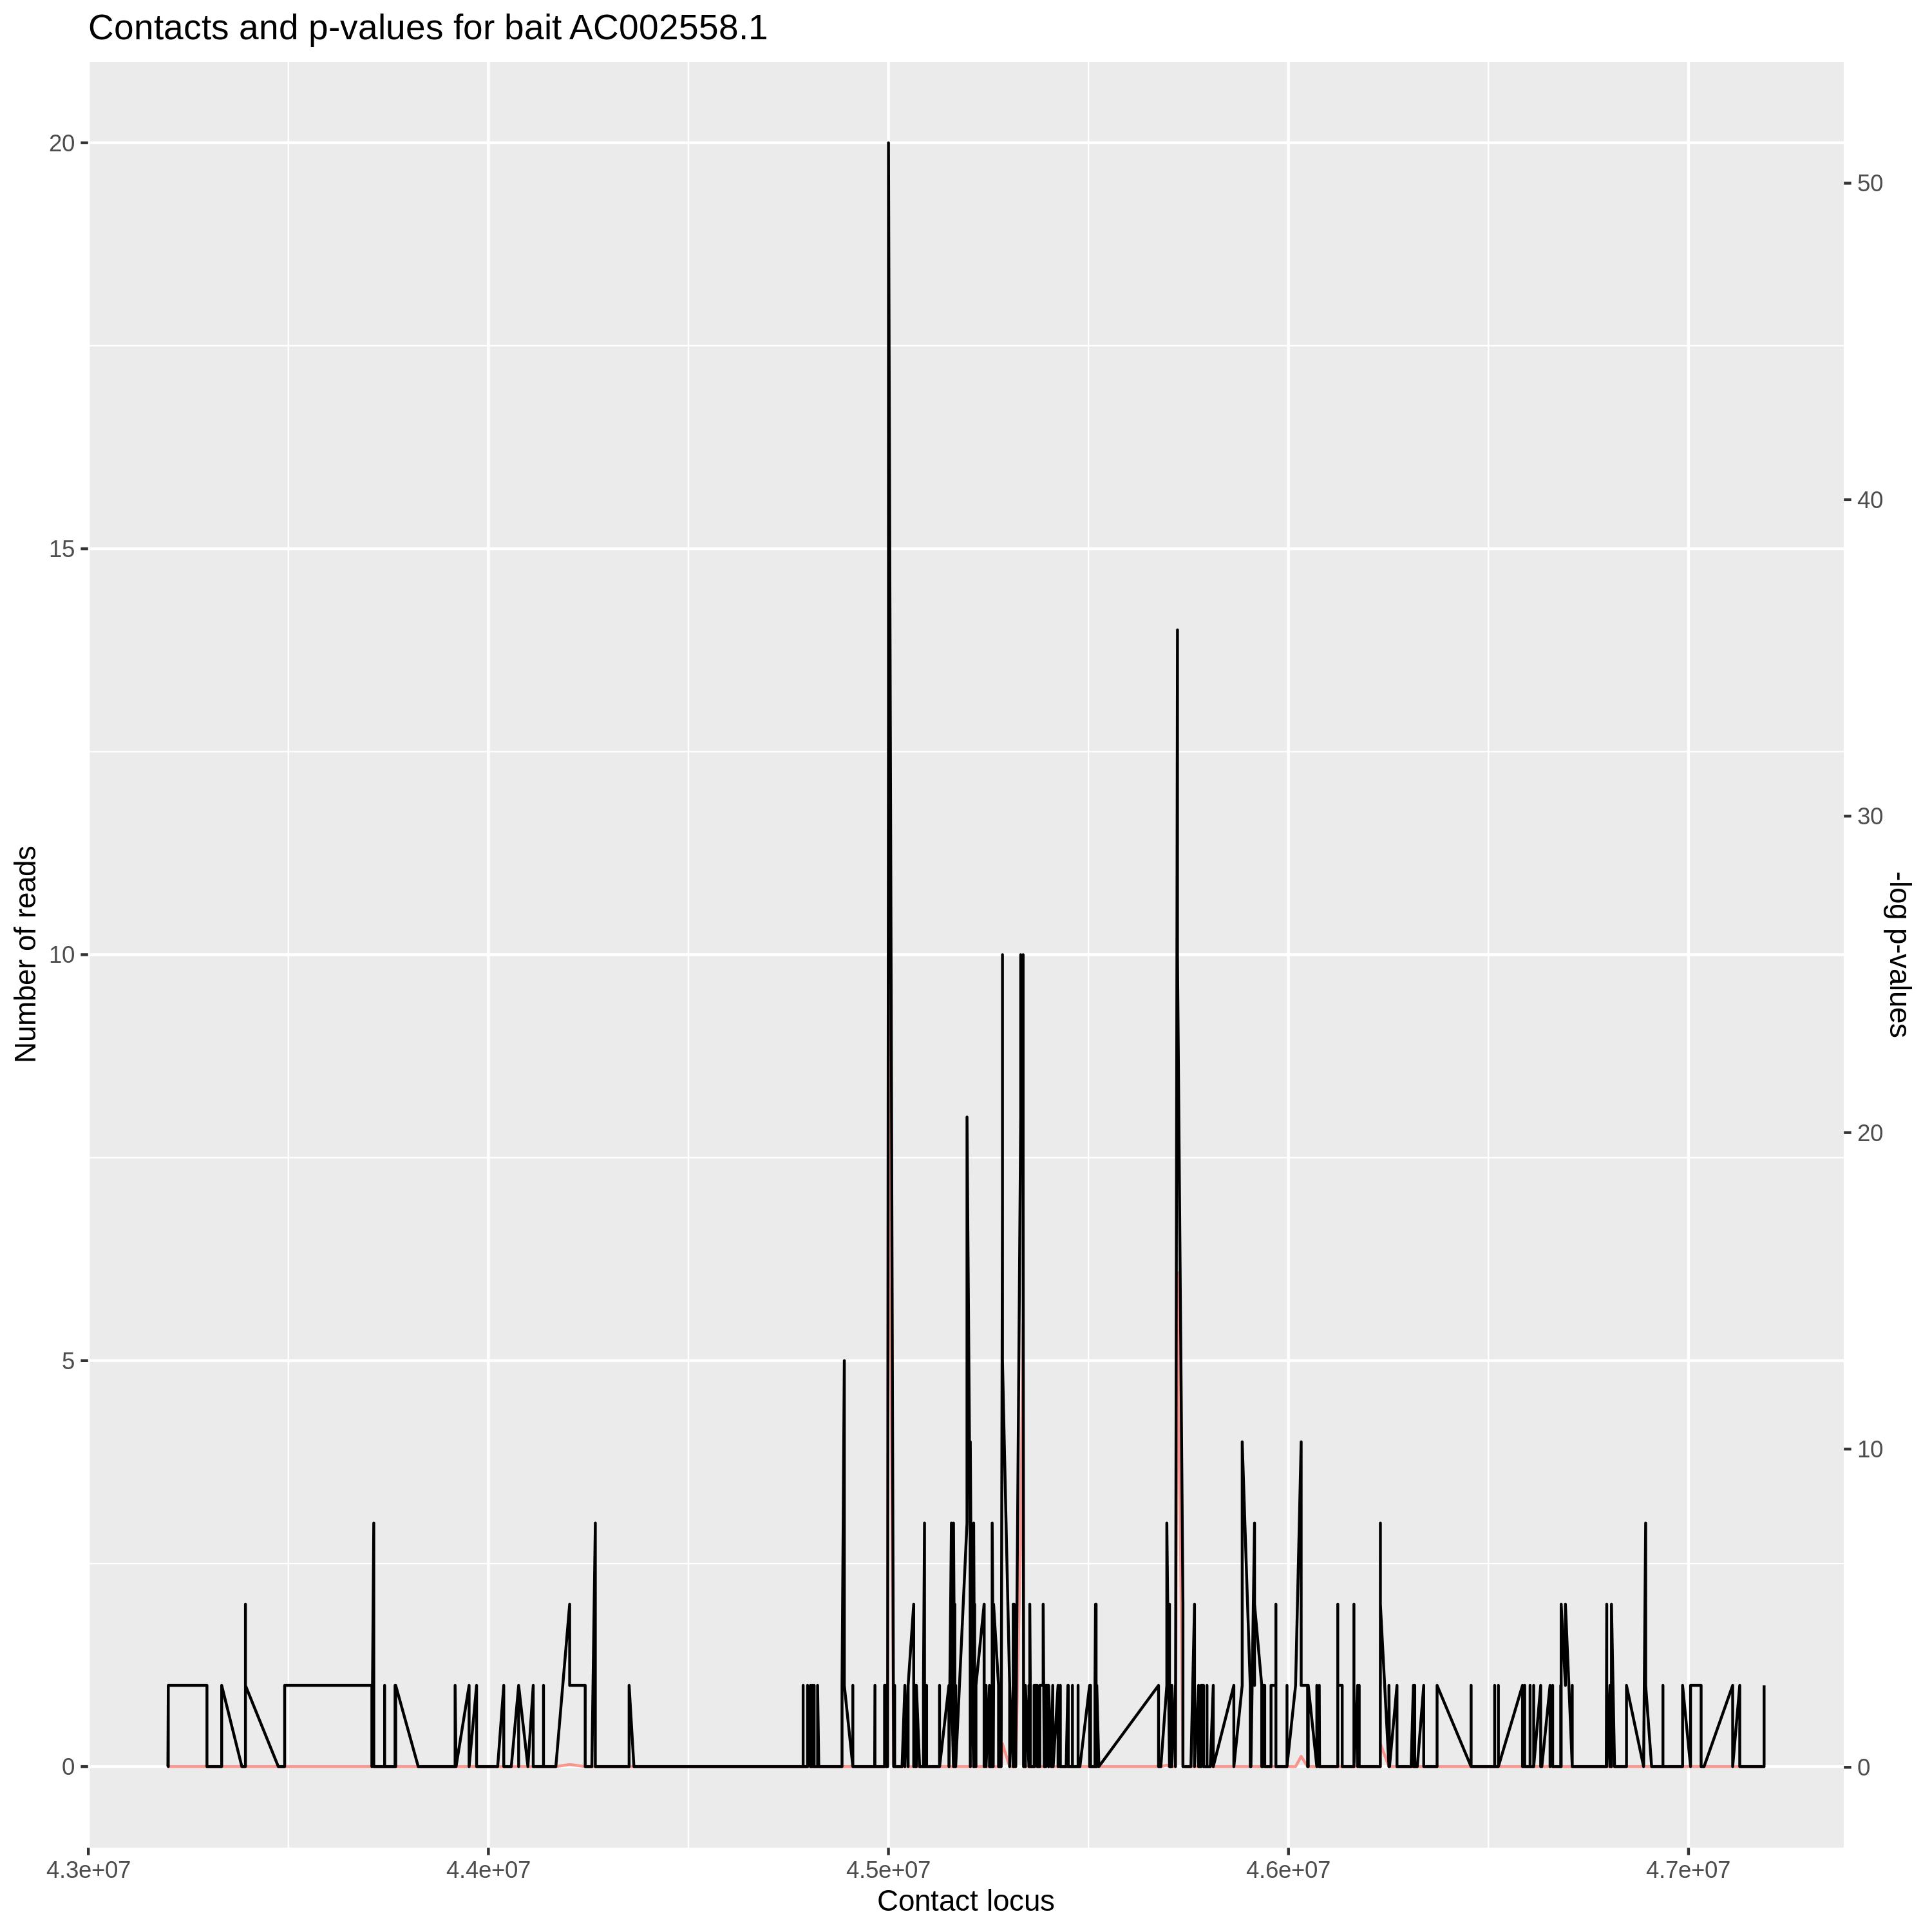 Contacts and p-values for bait AC002558.1
20
15
10
5
0
Number of reads
50
40
30
20
10
0
-log p-values
4.3e+07
4.4e+07
4.5e+07
4.6e+07
4.7e+07
Contact locus